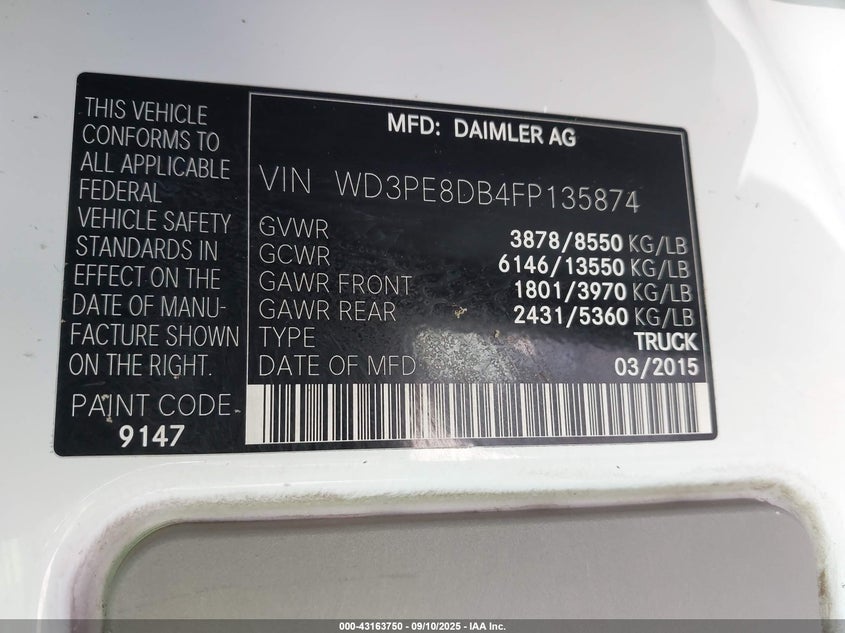 THIS VEHICLE
CONFORMS TO
ALL APPLICABLE
FEDERAL
VEHICLE SAFETY
STANDARDS IN
EFFECT ON THE
DATE OF MANU-
FACTURE SHOWN
ON THE RIGHT.
PAINT CODE
9147
MFD: DAIMLER AG
VIN WD3PE8DB4FP135874
GVWR 3878/8550 KG/LB
GCWR 6146/13550 KG/LB
GAWR FRONT 1801/3970 KG/LB
GAWR REAR 2431/5360 KG/LB
TYPE TRUCK
DATE OF MFD 03/2015
000-43163750 - 09/10/2025 - IAA Inc.